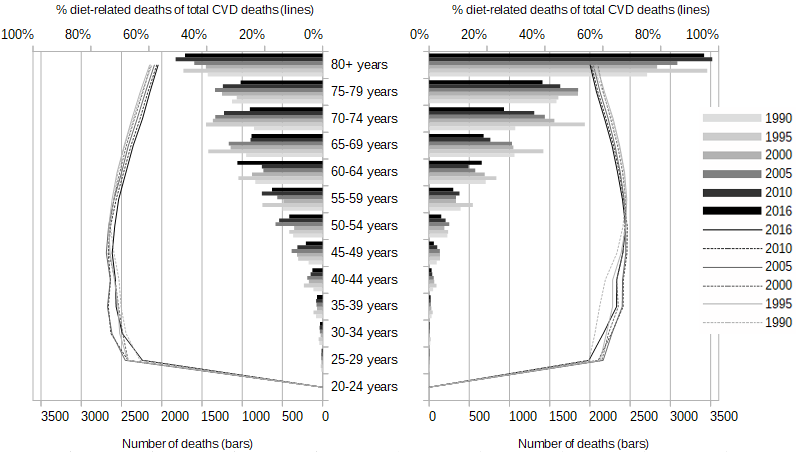 % diet-related deaths of total CVD deaths (lines) % diet-related deaths of total CVD deaths (lines)
100% 80% 60% 40% 20% 0% 0% 20% 40% 60% 80% 100%
80+ years
75-79 years
70-74 years
65-69 years
60-64 years
55-59 years
50-54 years
45-49 years
40-44 years
35-39 years
30-34 years
25-29 years
20-24 years
1990
1995
2000
2005
2010
2016
2016
2010
2005
2000
1995
1990
3500 3000 2500 2000 1500 1000 500 0 0 500 1000 1500 2000 2500 3000 3500
Number of deaths (bars) Number of deaths (bars)